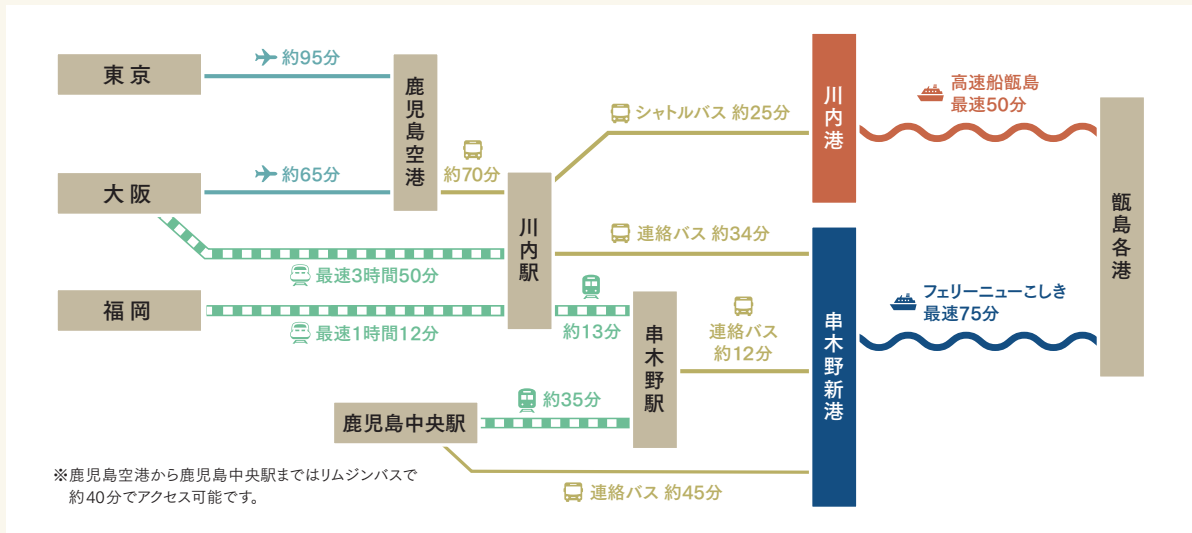 東京
約95分
鹿児島空港
大阪
約65分
約70分
川内駅
シャトルバス 約25分
川内港
高速船甑島
最速50分
甑島各港
連絡バス 約34分
最速3時間50分
福岡
最速1時間12分
約13分
串木野駅
連絡バス
約12分
串木野新港
フェリーニューこしき
最速75分
鹿児島中央駅
約35分
連絡バス 約45分
※鹿児島空港から鹿児島中央駅まではリムジンバスで
約40分でアクセス可能です。